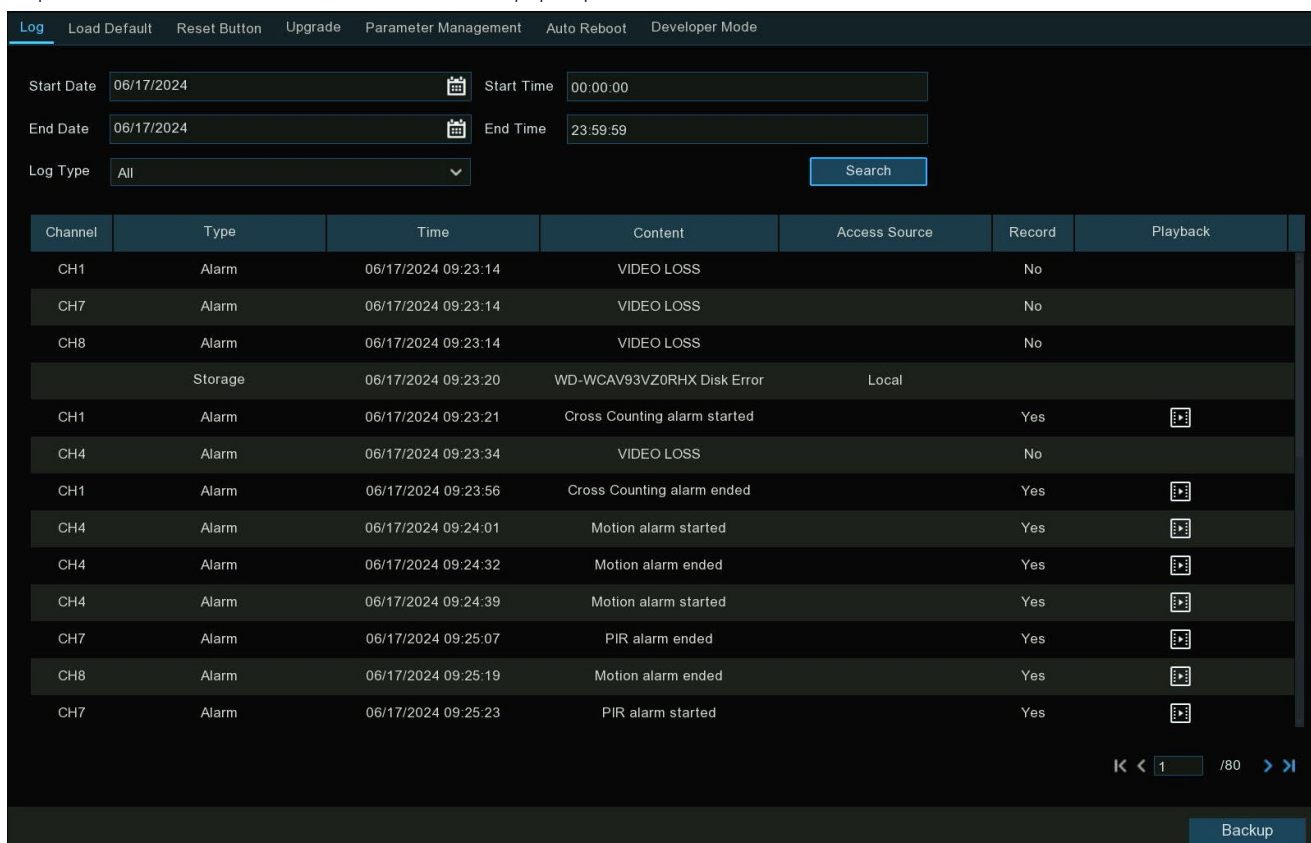 Log Load Default Reset Button Upgrade Parameter Management Auto Reboot Developer Mode
Start Date 06/17/2024 Start Time 00:00:00
End Date 06/17/2024 End Time 23:59:59
Log Type All Search
Channel Type Time Content Access Source Record Playback
CH1 Alarm 06/17/2024 09:23:14 VIDEO LOSS No
CH7 Alarm 06/17/2024 09:23:14 VIDEO LOSS No
CH8 Alarm 06/17/2024 09:23:14 VIDEO LOSS No
Storage 06/17/2024 09:23:20 WD-WCAV93VZ0RHX Disk Error Local
CH1 Alarm 06/17/2024 09:23:21 Cross Counting alarm started Yes
CH4 Alarm 06/17/2024 09:23:34 VIDEO LOSS No
CH1 Alarm 06/17/2024 09:23:56 Cross Counting alarm ended Yes
CH4 Alarm 06/17/2024 09:24:01 Motion alarm started Yes
CH4 Alarm 06/17/2024 09:24:32 Motion alarm ended Yes
CH4 Alarm 06/17/2024 09:24:39 Motion alarm started Yes
CH7 Alarm 06/17/2024 09:25:07 PIR alarm ended Yes
CH8 Alarm 06/17/2024 09:25:19 Motion alarm ended Yes
CH7 Alarm 06/17/2024 09:25:23 PIR alarm started Yes
1 /80
Backup